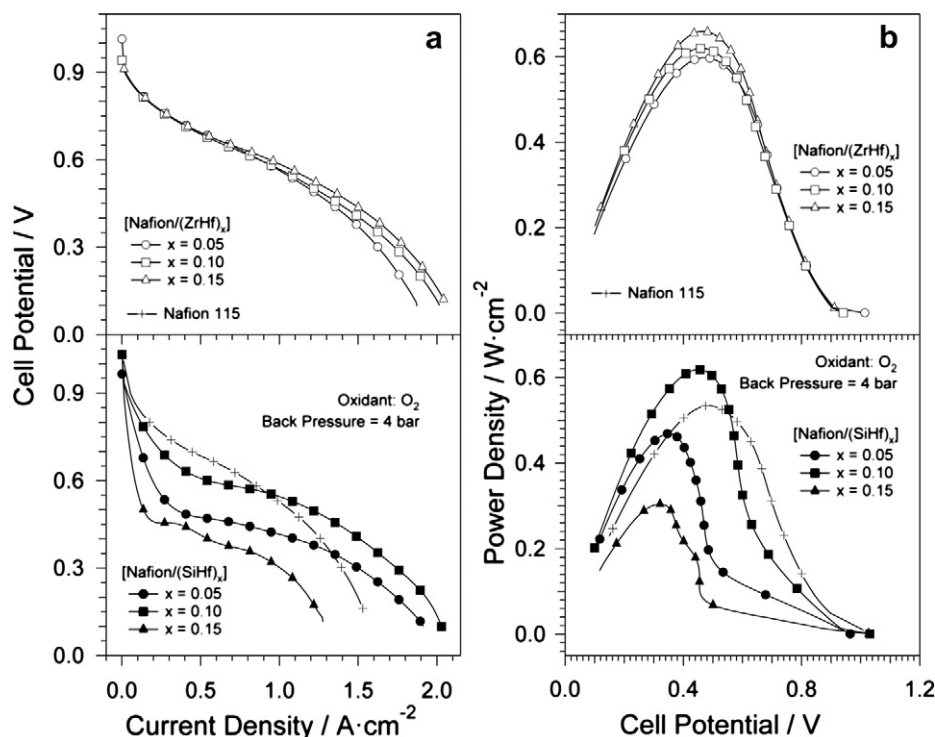 a
0.9
0.6
0.3
0.0
Cell Potential / V
[Nafion/(ZrHf)ₓ]
x = 0.05
x = 0.10
x = 0.15
Nafion 115
0.9
0.6
0.3
0.0
Oxidant: O₂
Back Pressure = 4 bar
[Nafion/(SiHf)ₓ]
x = 0.05
x = 0.10
x = 0.15
0.0 0.5 1.0 1.5 2.0
Current Density / A·cm⁻²
b
0.6
0.4
0.2
0.0
Power Density / W·cm⁻²
[Nafion/(ZrHf)ₓ]
x = 0.05
x = 0.10
x = 0.15
Nafion 115
0.6
0.4
0.2
0.0
Oxidant: O₂
Back Pressure = 4 bar
[Nafion/(SiHf)ₓ]
x = 0.05
x = 0.10
x = 0.15
0.0 0.4 0.8 1.2
Cell Potential / V